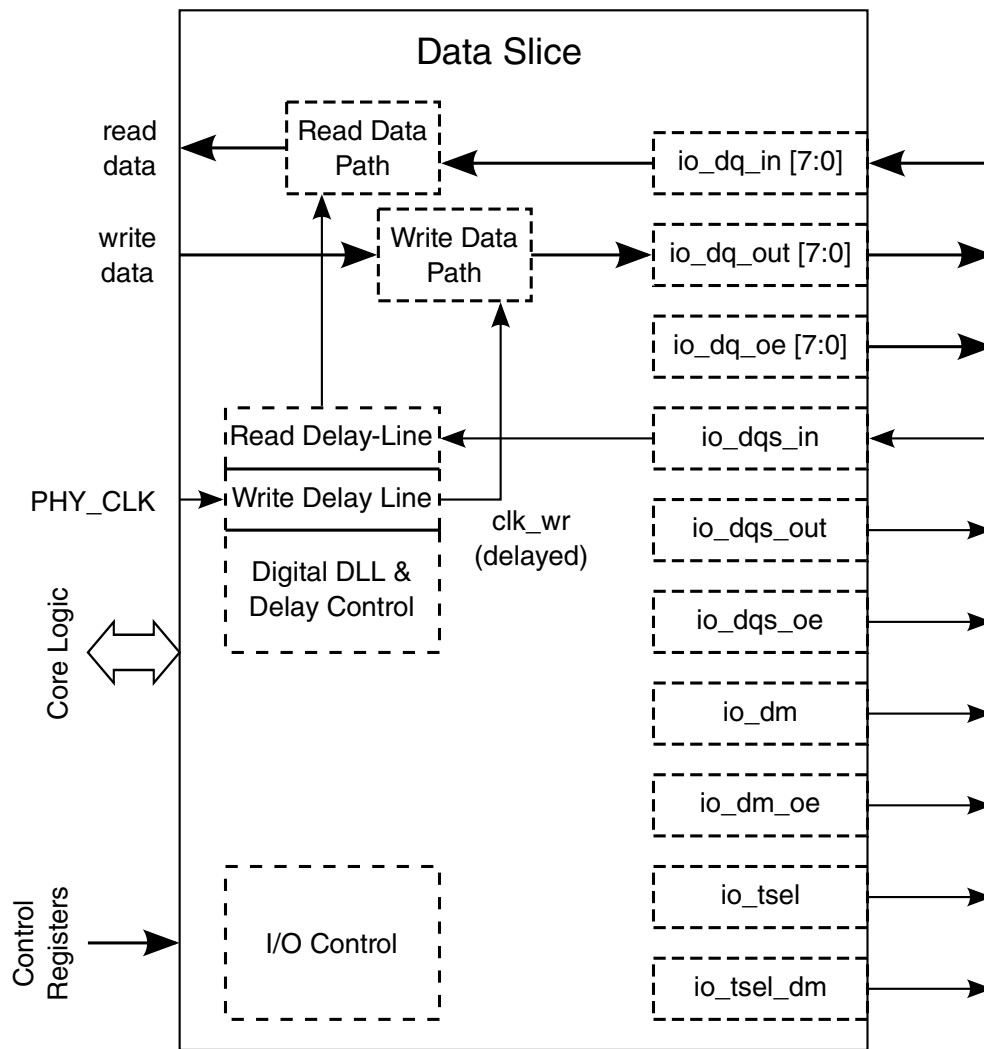 Data Slice
read
data
Read Data
Path
io_dq_in [7:0]
write
data
Write Data
Path
io_dq_out [7:0]
io_dq_oe [7:0]
Read Delay-Line
io_dqs_in
PHY_CLK
Write Delay Line
clk_wr
(delayed)
io_dqs_out
Digital DLL &
Delay Control
io_dqs_oe
Core Logic
io_dm
io_dm_oe
io_tsel
Control
Registers
I/O Control
io_tsel_dm